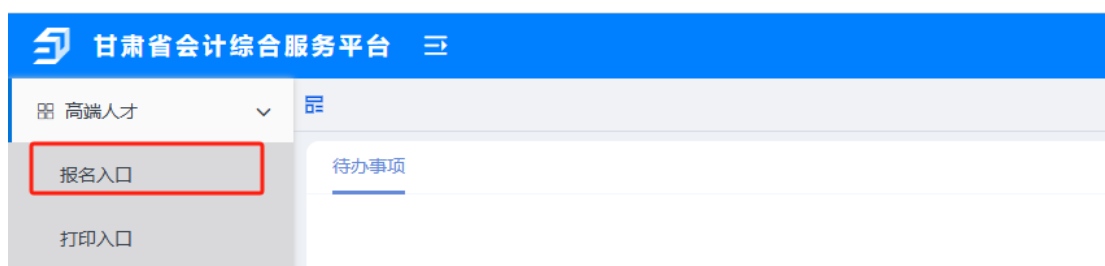 甘肃省会计综合服务平台
高端人才
报名入口
待办事项
打印入口